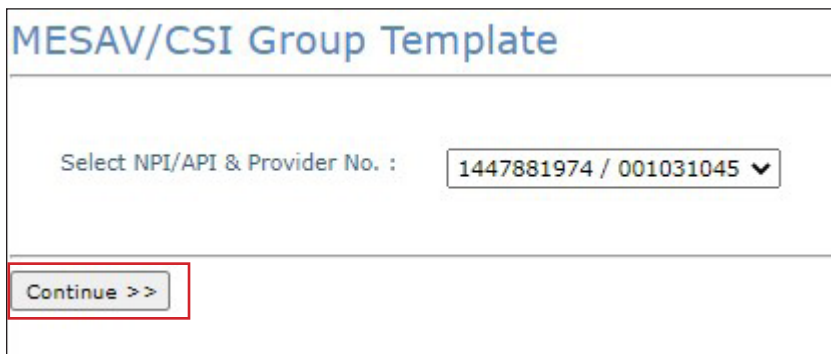 MESAV/CSI Group Template
Select NPI/API & Provider No. : 1447881974 / 001031045
Continue >>